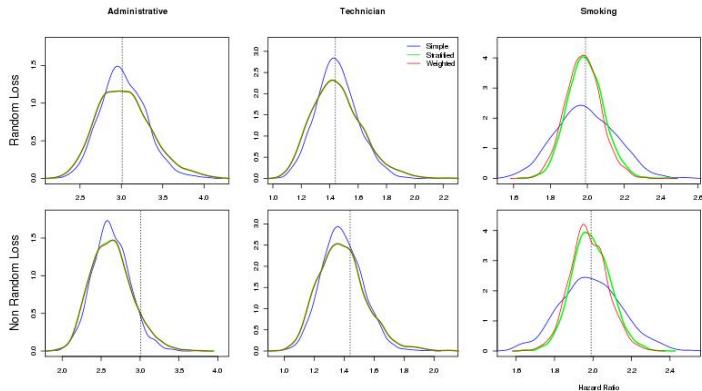 Administrative
Technician
Smoking
Random Loss
0.0 0.5 1.0 1.5
2.5 3.0 3.5 4.0
0.0 0.5 1.0 1.5 2.0 2.5 3.0
1.0 1.2 1.4 1.6 1.8 2.0 2.2
Simple
Stratified
Weighted
0 1 2 3 4
1.6 1.8 2.0 2.2 2.4 2.6
Non Random Loss
0.0 0.5 1.0 1.5
2.0 2.5 3.0 3.5 4.0
0.0 0.5 1.0 1.5 2.0 2.5 3.0
1.0 1.2 1.4 1.6 1.8 2.0
0 1 2 3 4
1.6 1.8 2.0 2.2 2.4
Hazard Ratio